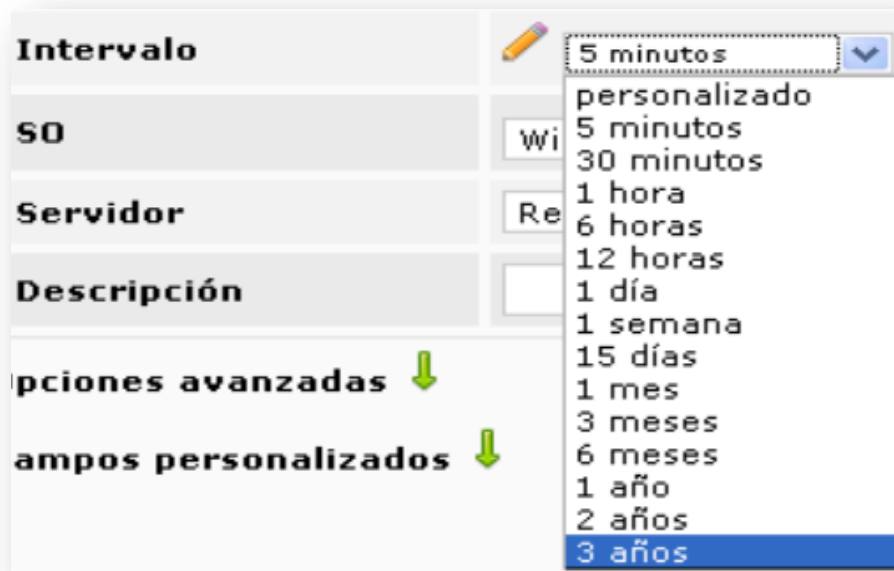 Intervalo 5 minutos
personalizado
5 minutos
SO Wi
30 minutos
1 hora
Servidor Re
6 horas
12 horas
Descripción
1 día
1 semana
15 días
pciones avanzadas
1 mes
3 meses
ampos personalizados
6 meses
1 año
2 años
3 años